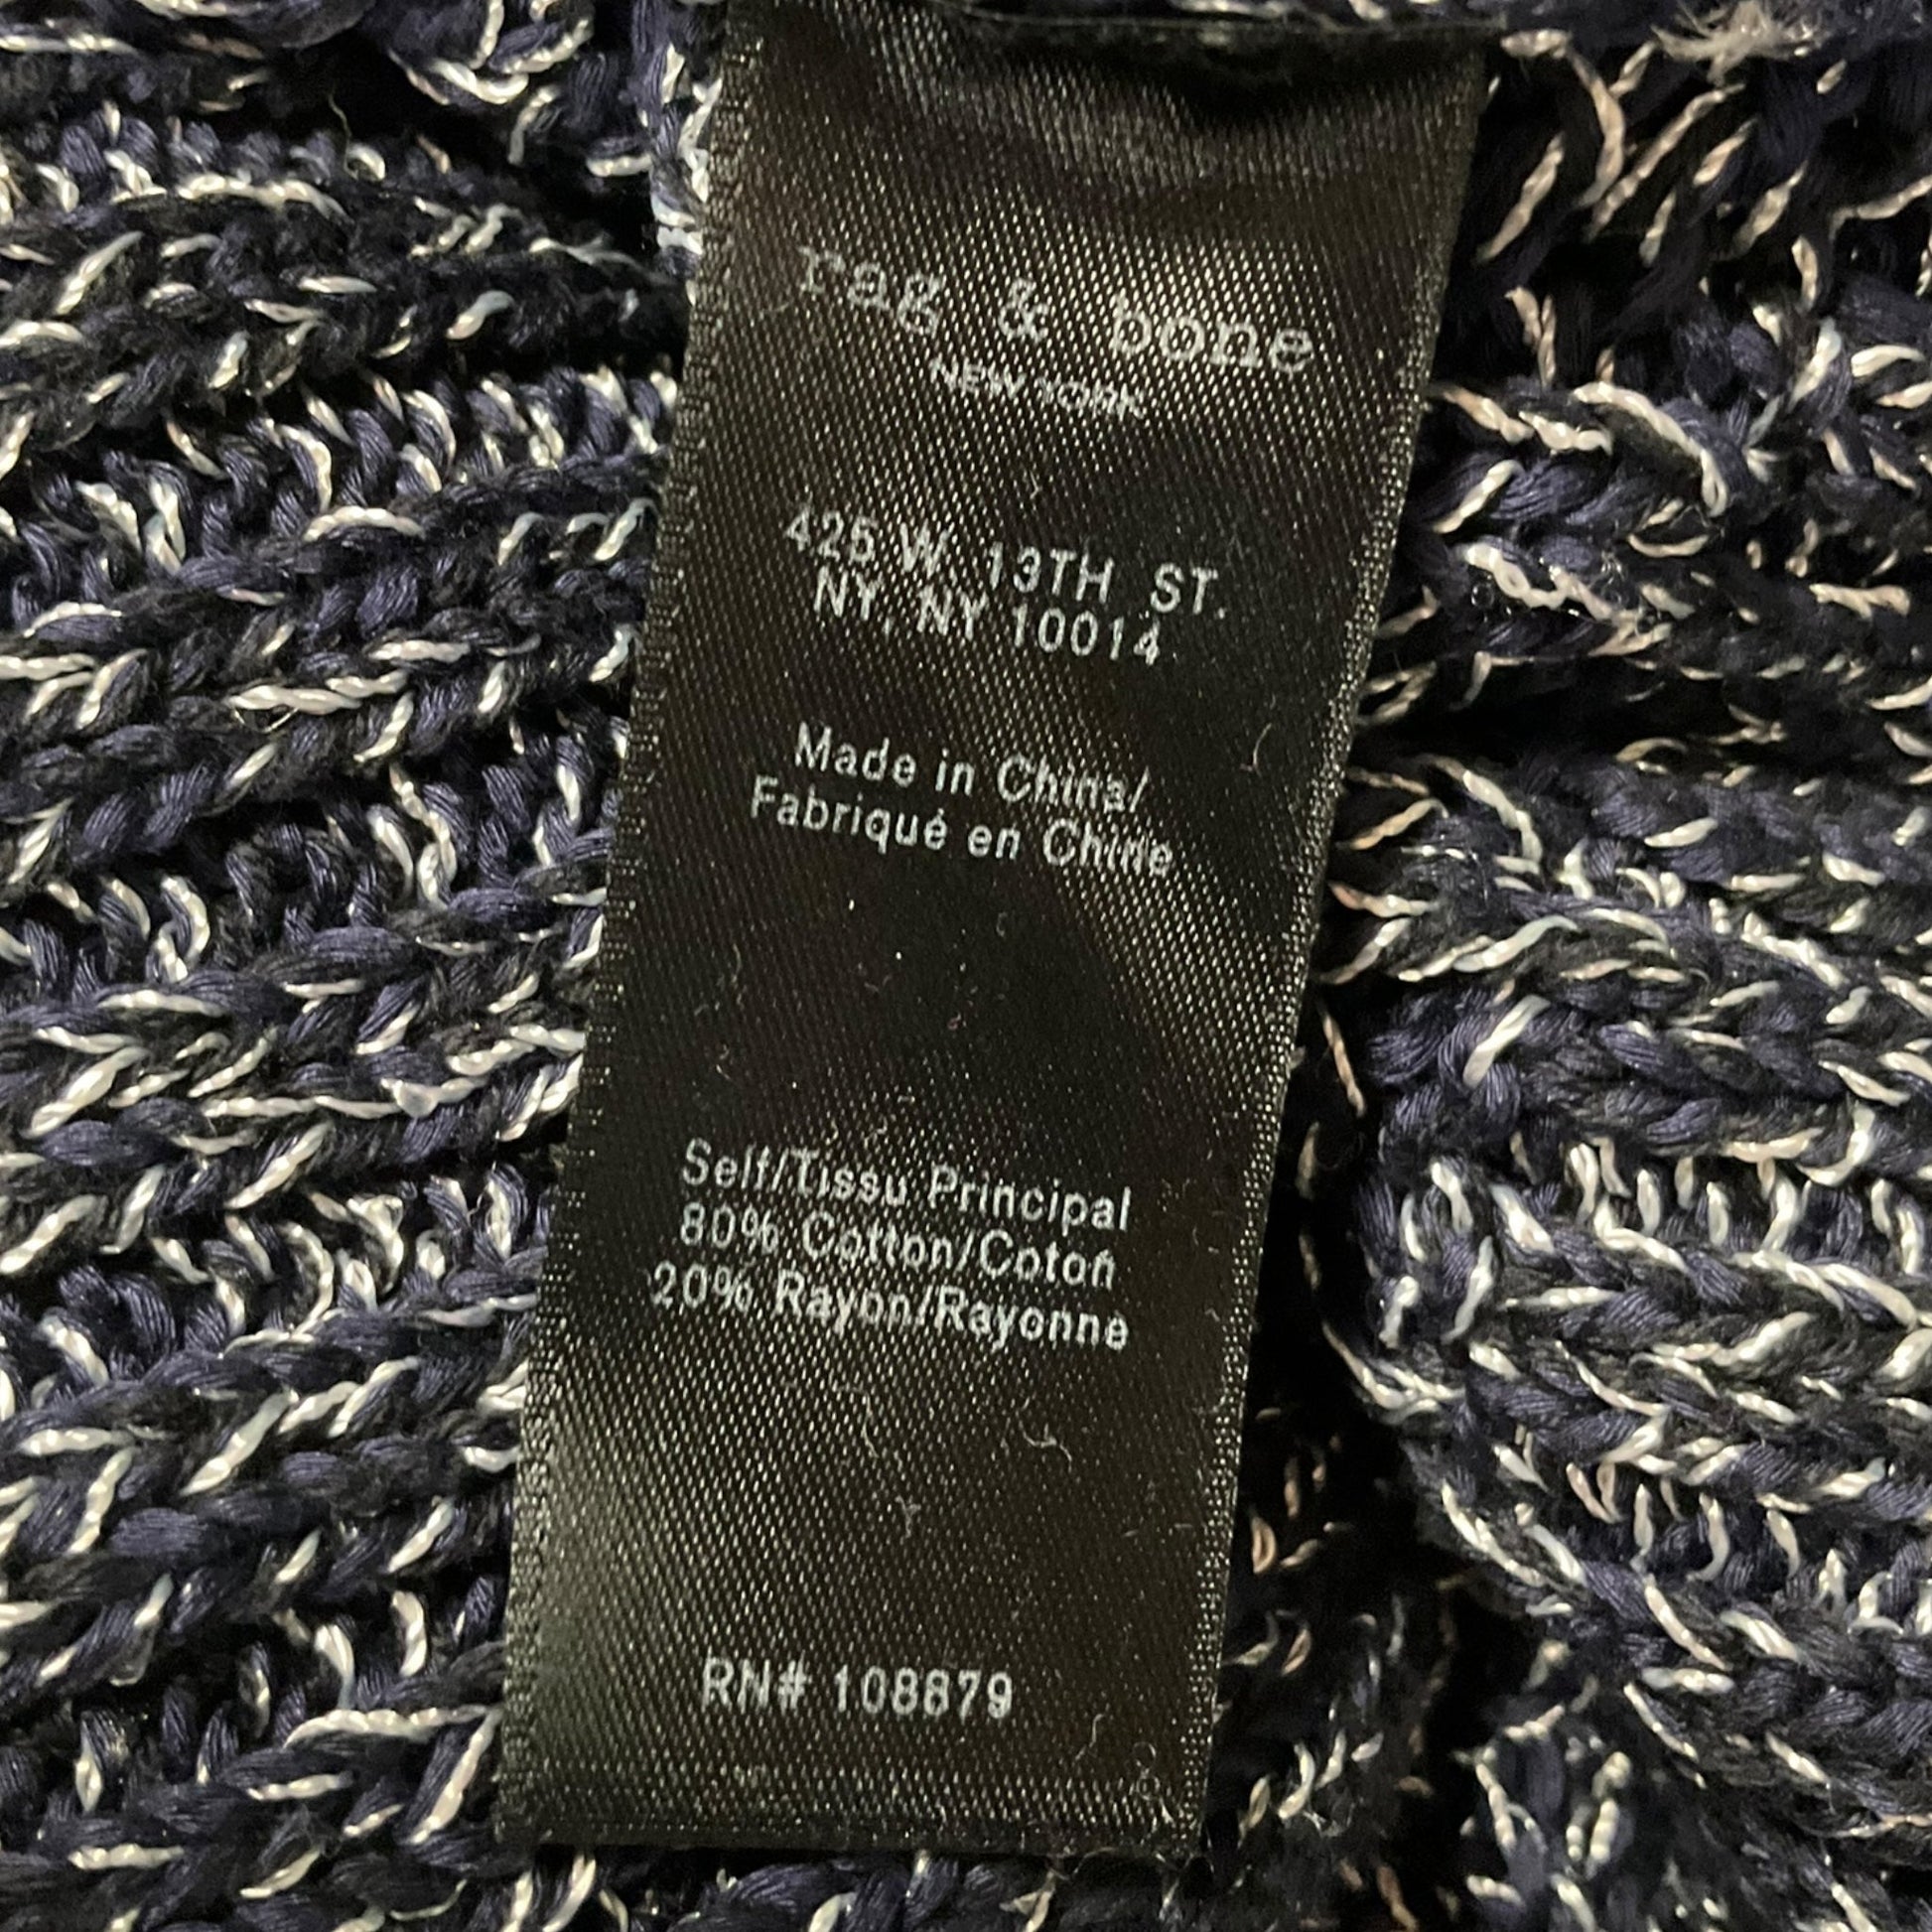 rag & bone
NEW YORK
425 W. 13TH ST.
NY, NY 10014
Made in China/
Fabriqué en Chine
Self/Tissu Principal
80% Cotton/Coton
20% Rayon/Rayonne
RN# 108879